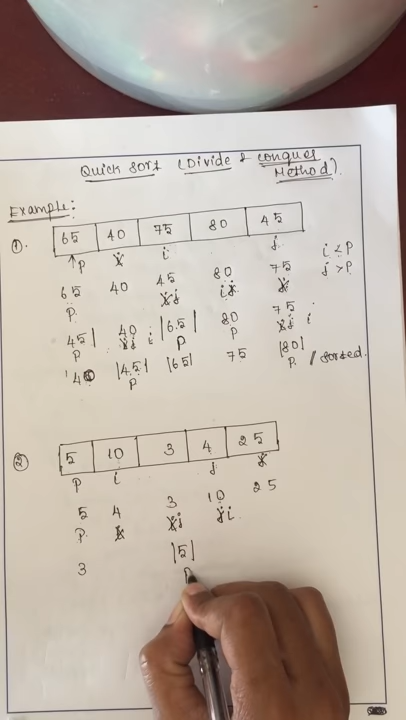 Quick Sort (Divide & Conquer
Method).
Example:
①. 65 40 75 80 45
↑P i i j
65 40 45 80 75 i < P
P i j i j j j > P
45| 40 |65| 80 75
P i j i P P i j i
40 |45| |65| 75 |80| / sorted.
P P
② 5 10 3 4 25
P i j j
5 4 3 10 25
P i i j j i
3 |5|
P